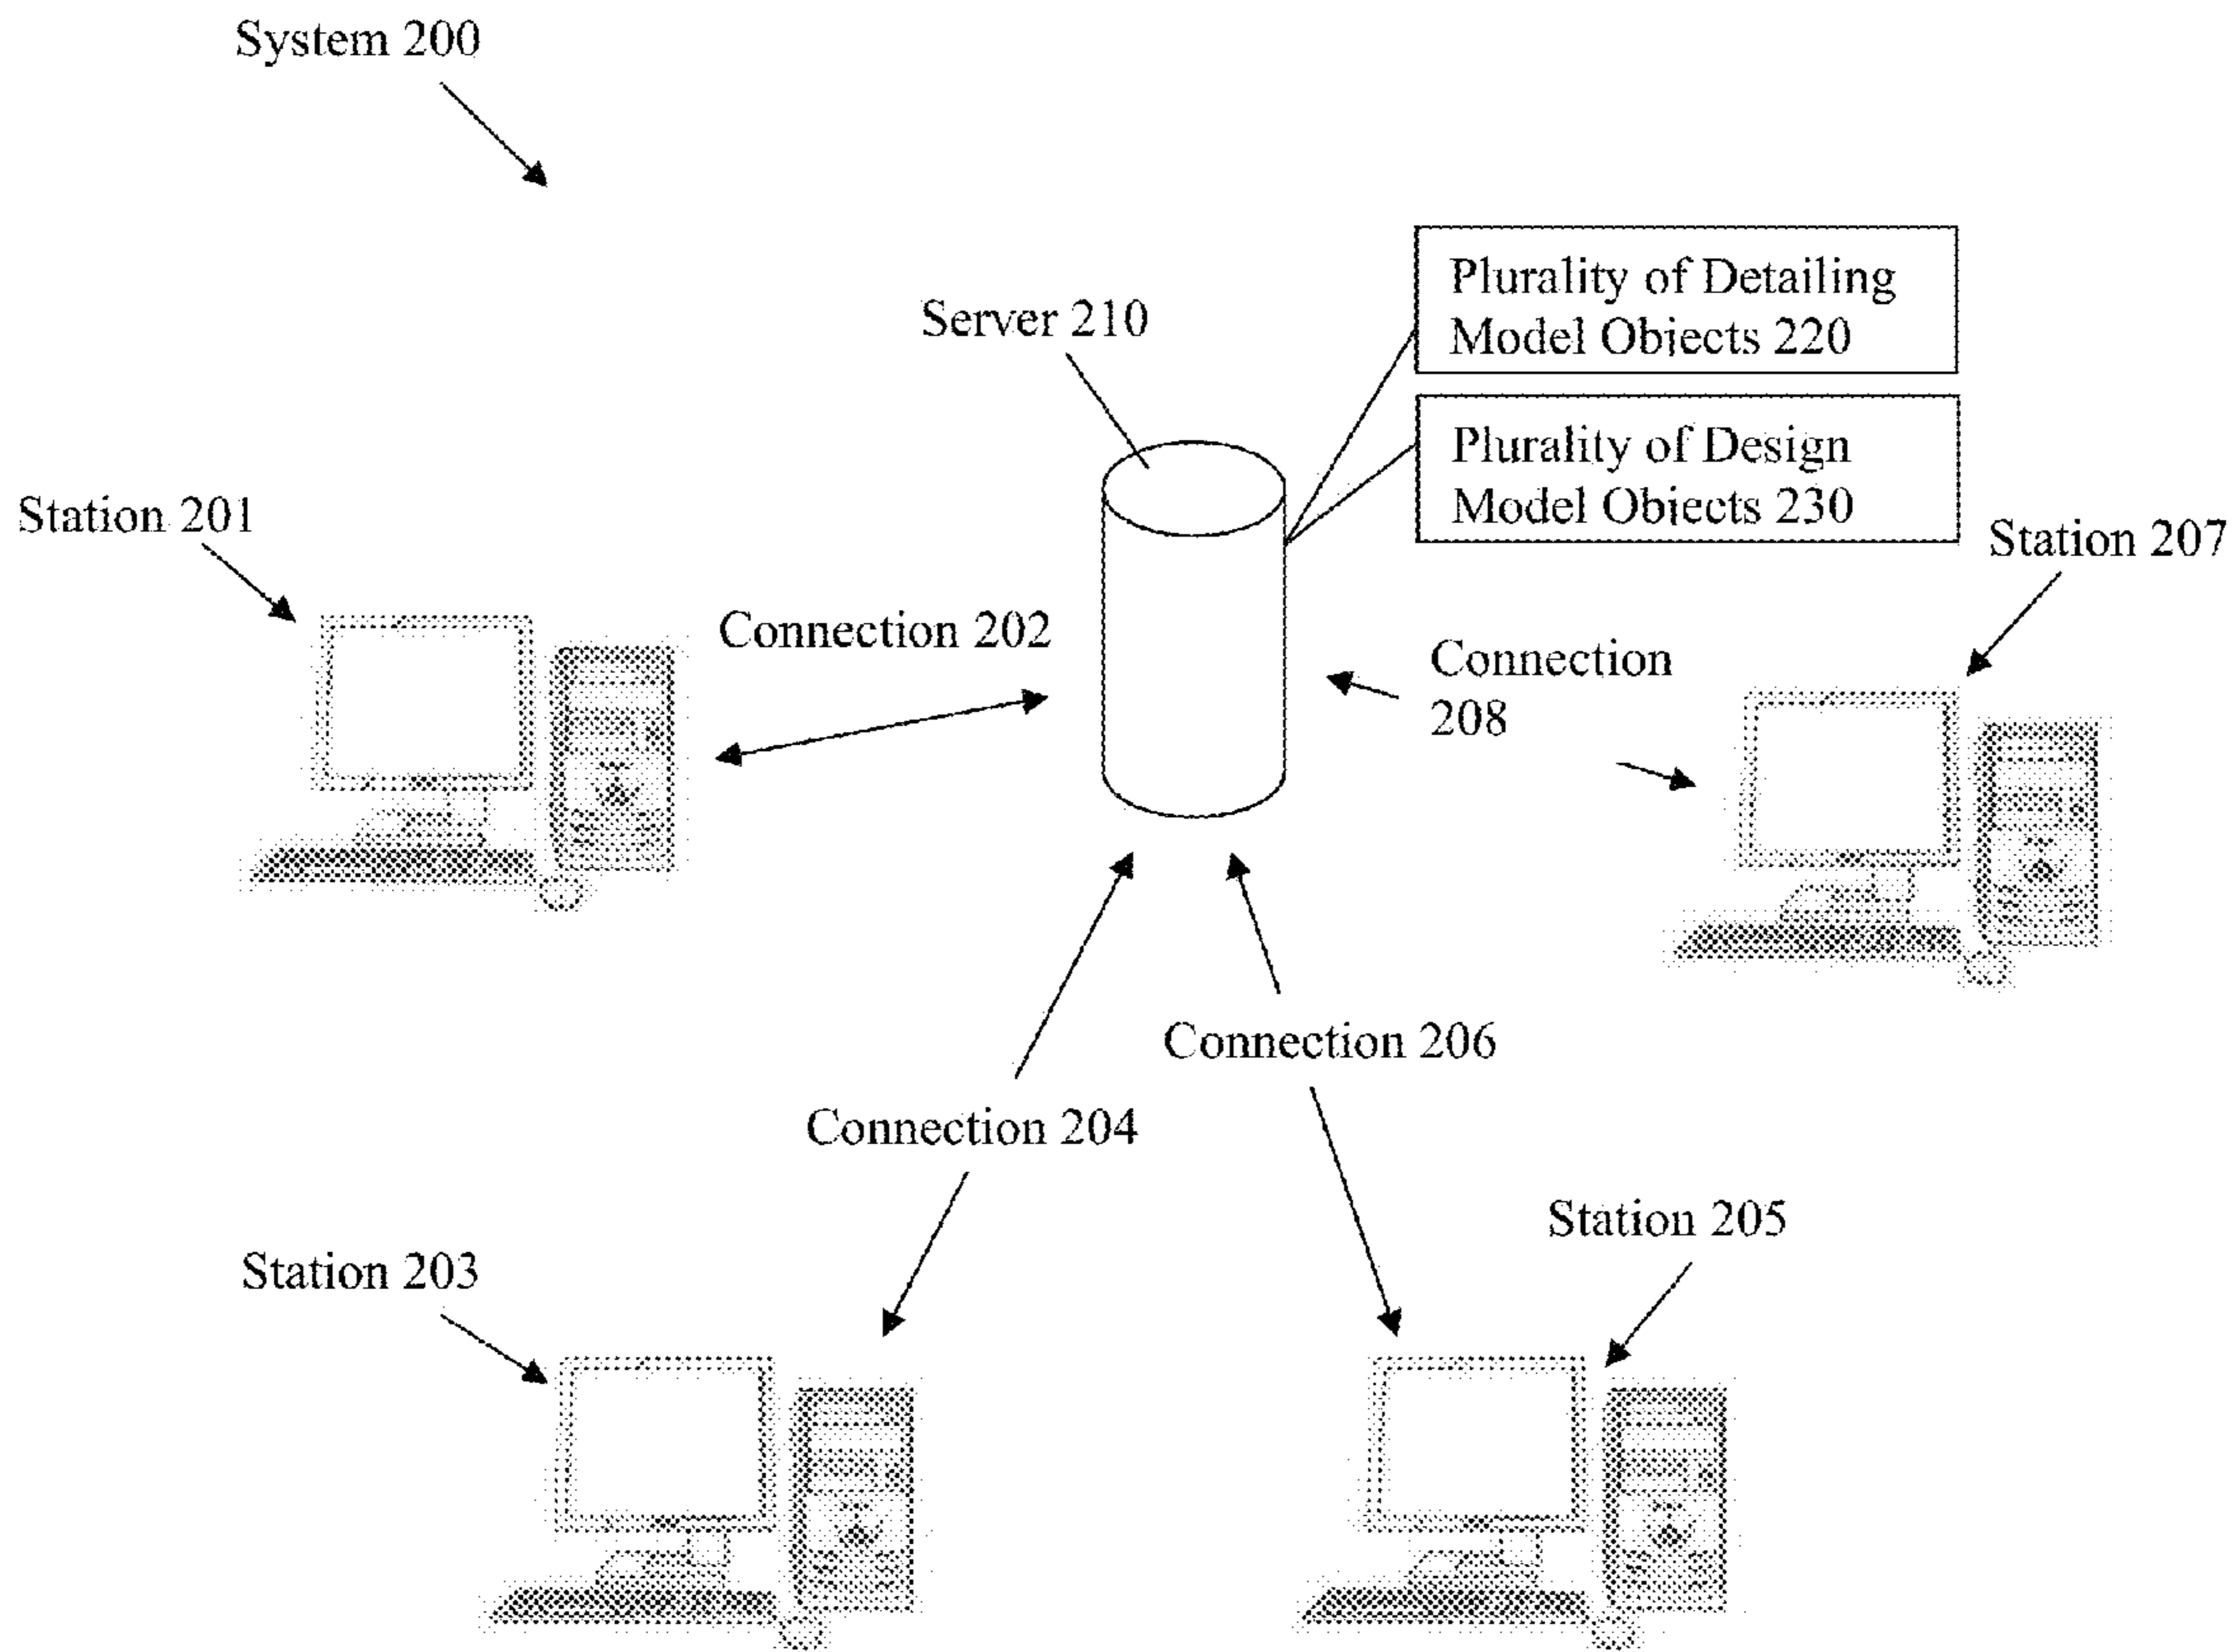 System 200
Plurality of Detailing
Model Objects 220
Server 210
Plurality of Design
Model Objects 230
Station 201
Station 207
Connection 202
Connection
208
Connection 206
Connection 204
Station 205
Station 203